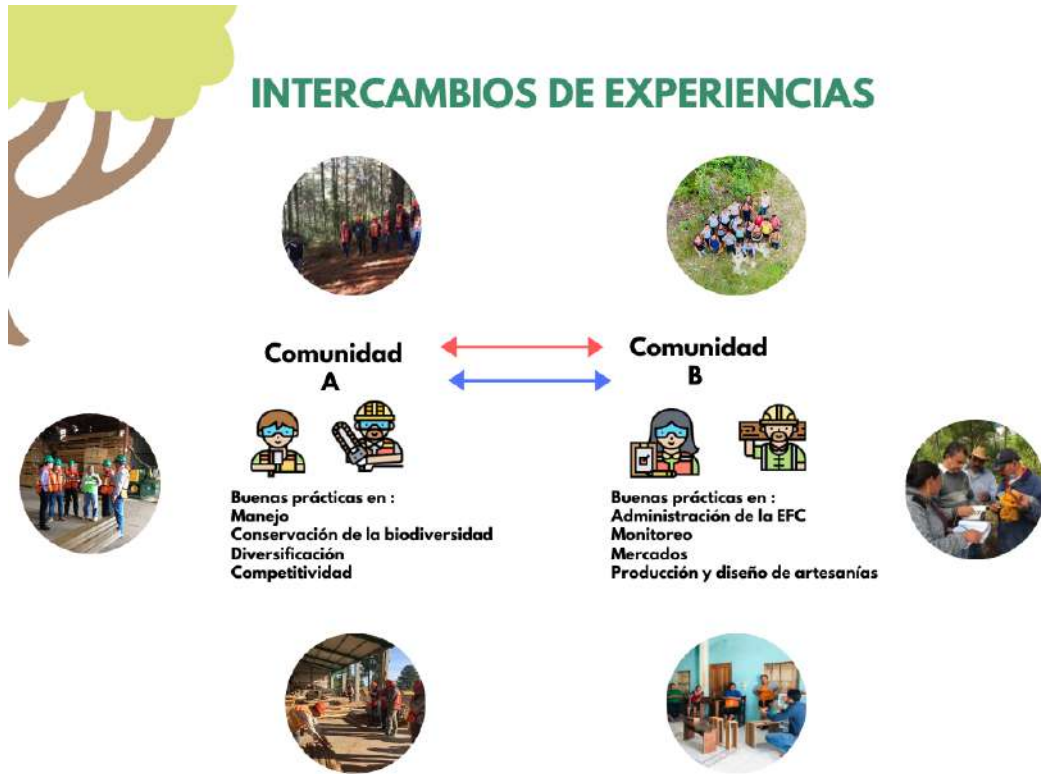 INTERCAMBIOS DE EXPERIENCIAS
Comunidad
A
Comunidad
B
Buenas prácticas en :
Manejo
Conservación de la biodiversidad
Diversificación
Competitividad
Buenas prácticas en :
Administración de la EFC
Monitoreo
Mercados
Producción y diseño de artesanías